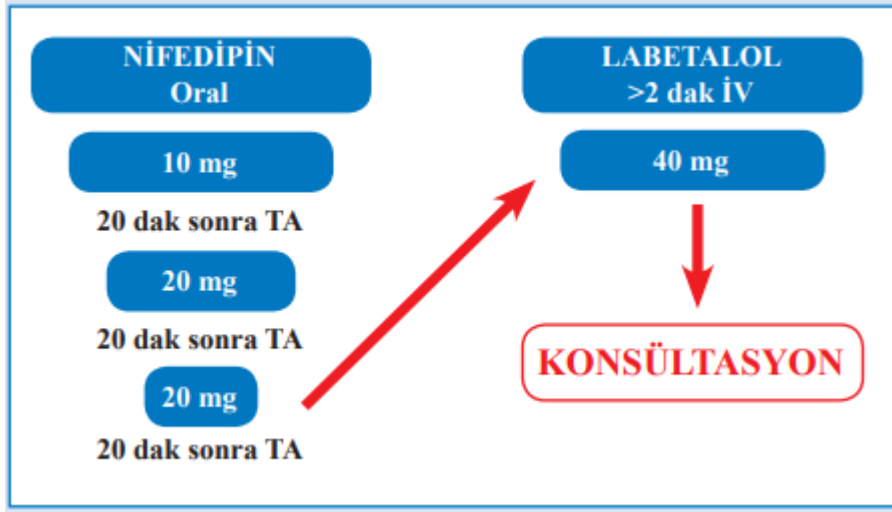 NİFEDİPİN
Oral
10 mg
20 dak sonra TA
20 mg
20 dak sonra TA
20 mg
20 dak sonra TA
LABETALOL
>2 dak İV
40 mg
KONSÜLTASYON